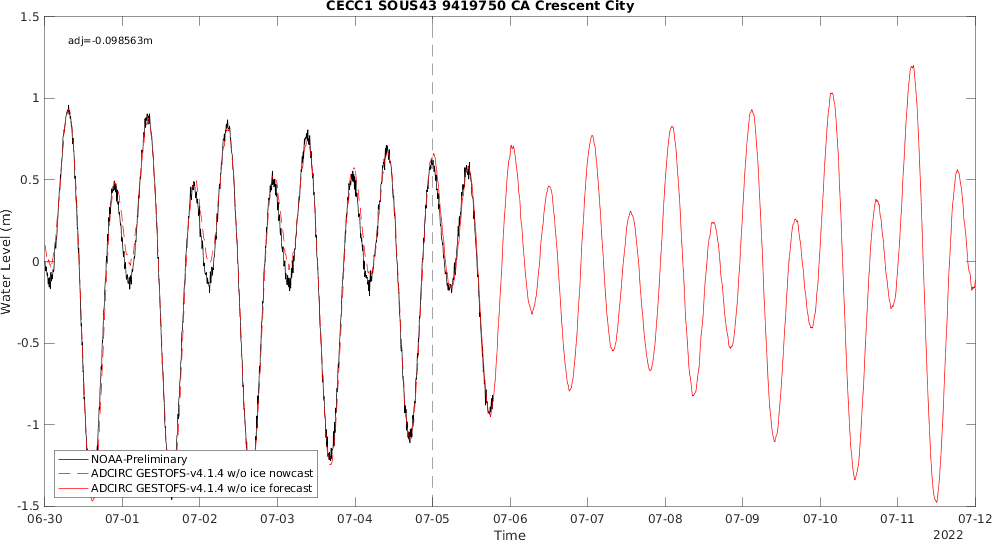 CECC1 SOUS43 9419750 CA Crescent City
adj=-0.098563m
Water Level (m)
1.5
1
0.5
0
-0.5
-1
-1.5
NOAA-Preliminary
ADCIRC GESTOFS-v4.1.4 w/o ice nowcast
ADCIRC GESTOFS-v4.1.4 w/o ice forecast
06-30 07-01 07-02 07-03 07-04 07-05 07-06 07-07 07-08 07-09 07-10 07-11 07-12
Time
2022